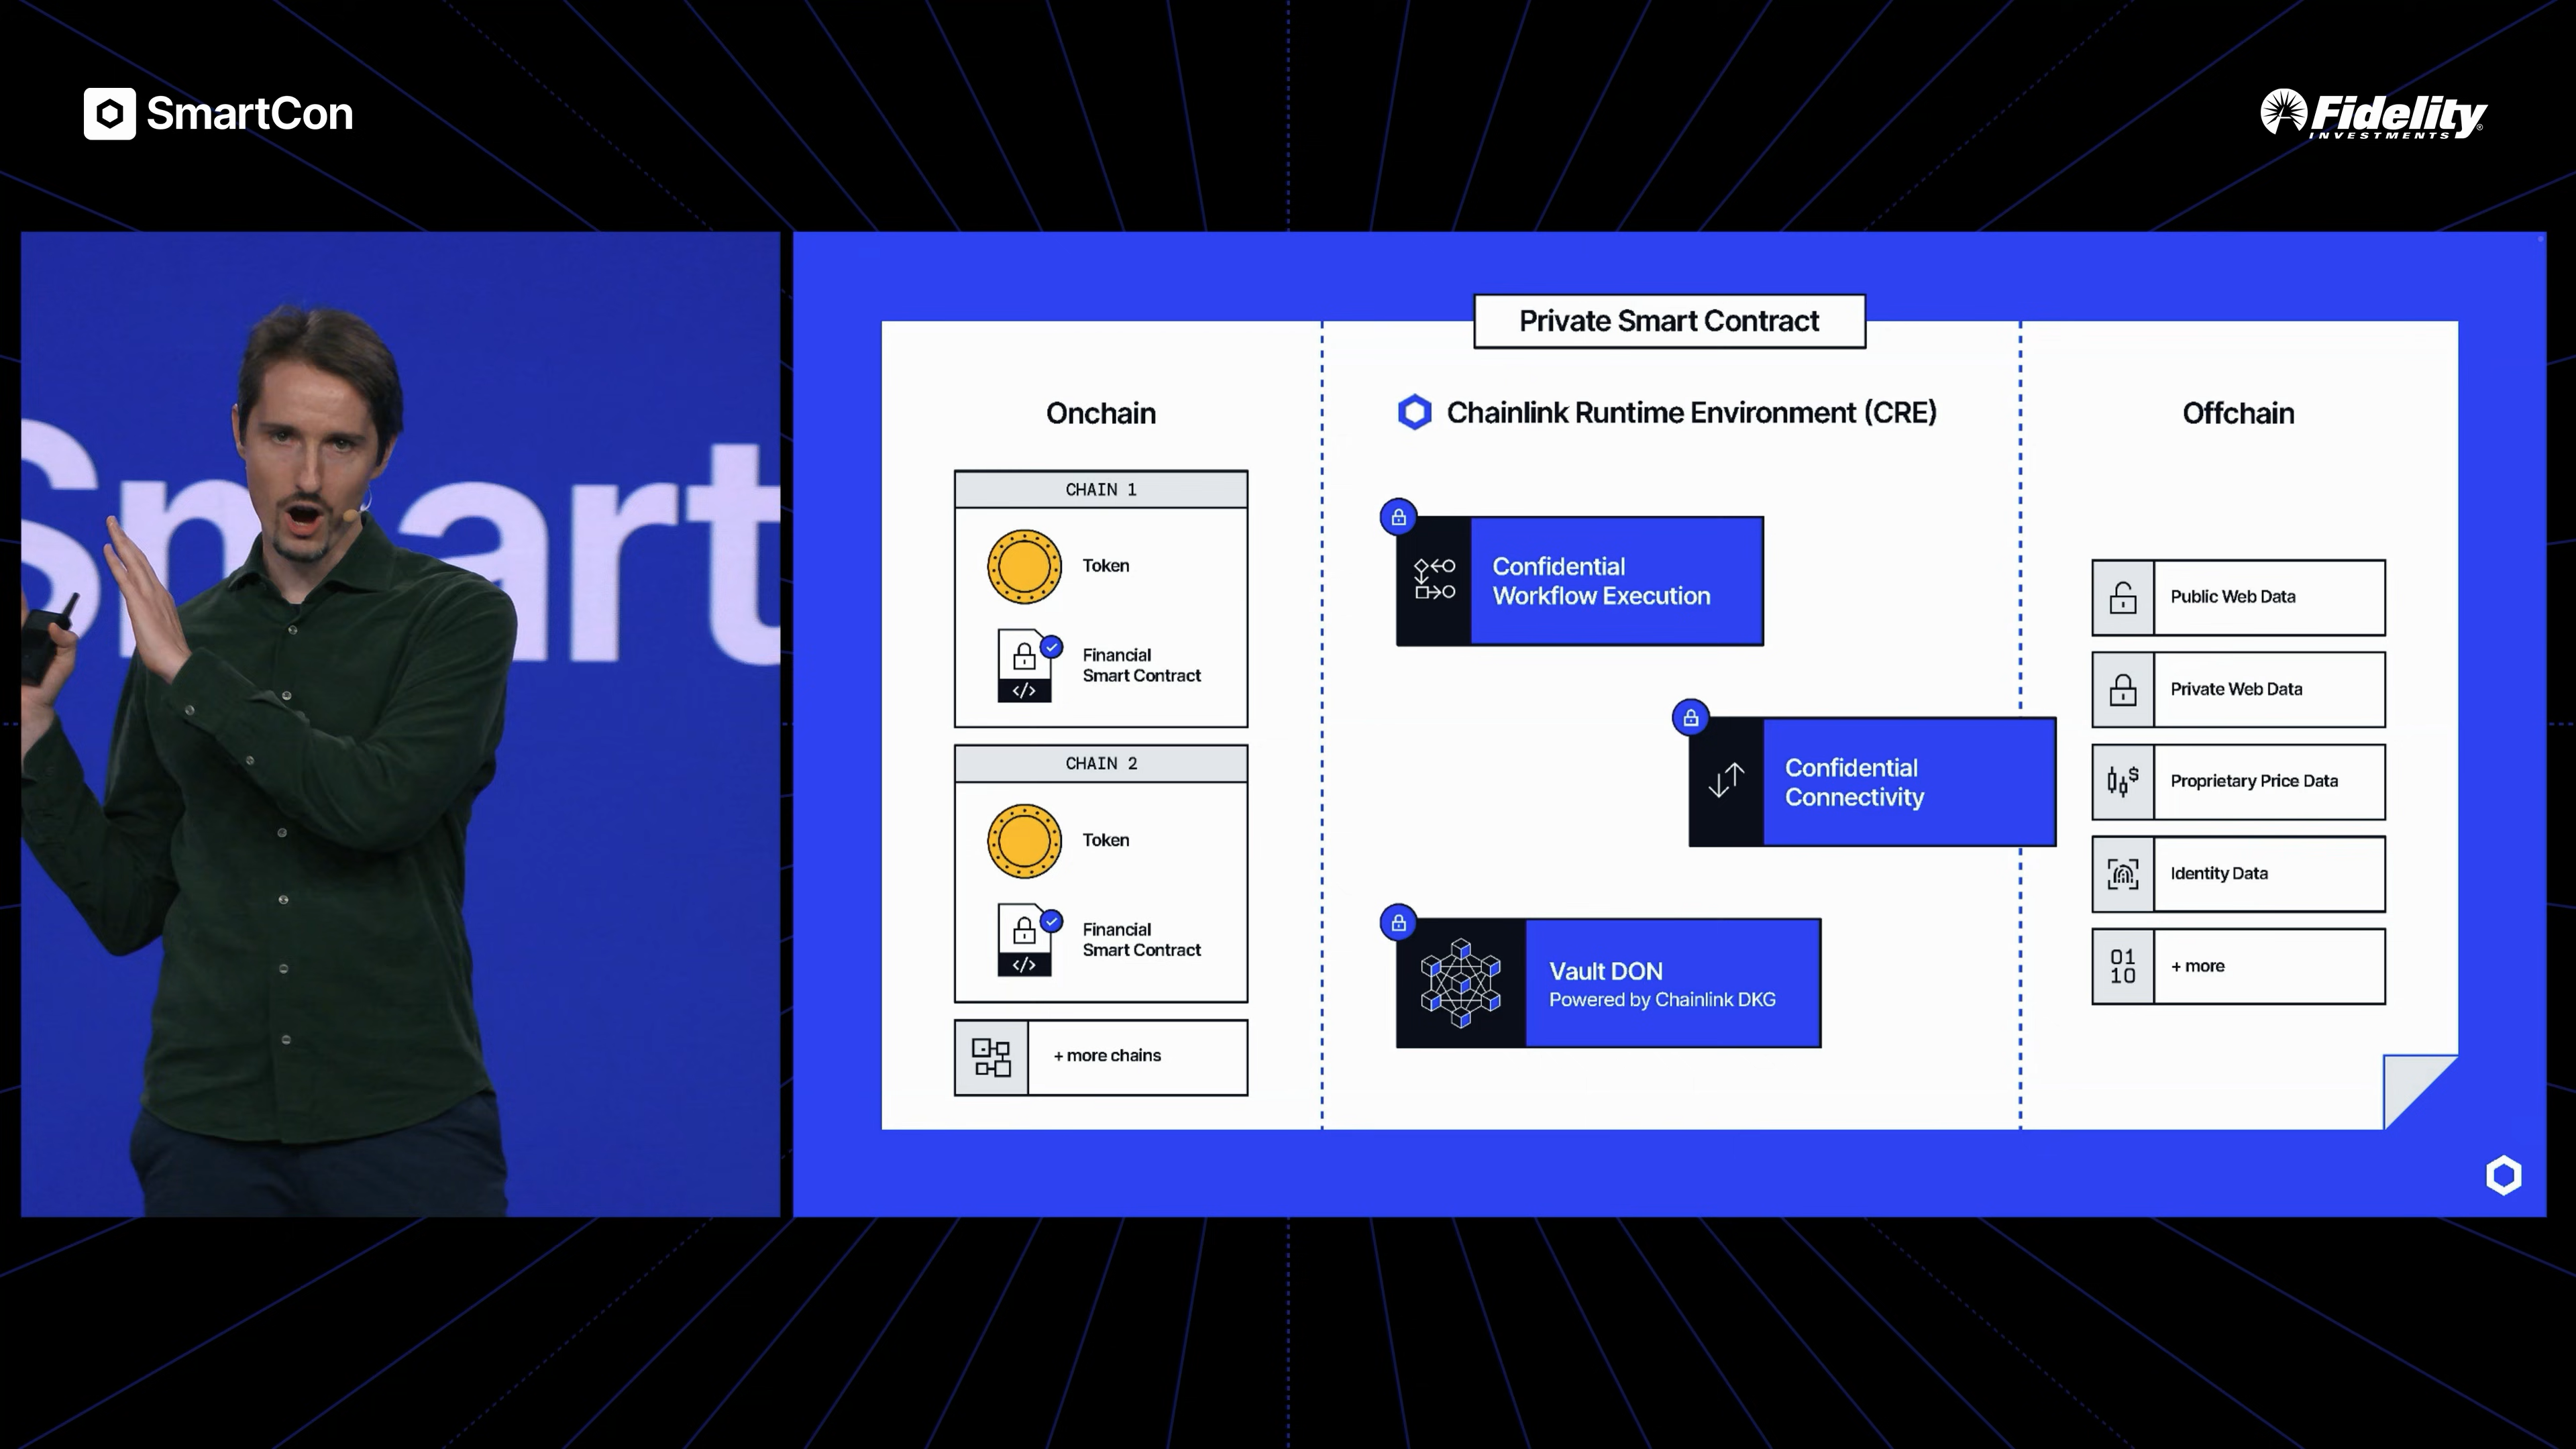 SmartCon
Fidelity
INVESTMENTS
Smart
Private Smart Contract
Onchain
CHAIN 1
Token
Financial
Smart Contract
</>
CHAIN 2
Token
Financial
Smart Contract
</>
+ more chains
Chainlink Runtime Environment (CRE)
Confidential
Workflow Execution
Confidential
Connectivity
Vault DON
Powered by Chainlink DKG
Offchain
Public Web Data
Private Web Data
$
Proprietary Price Data
Identity Data
01
10
+ more